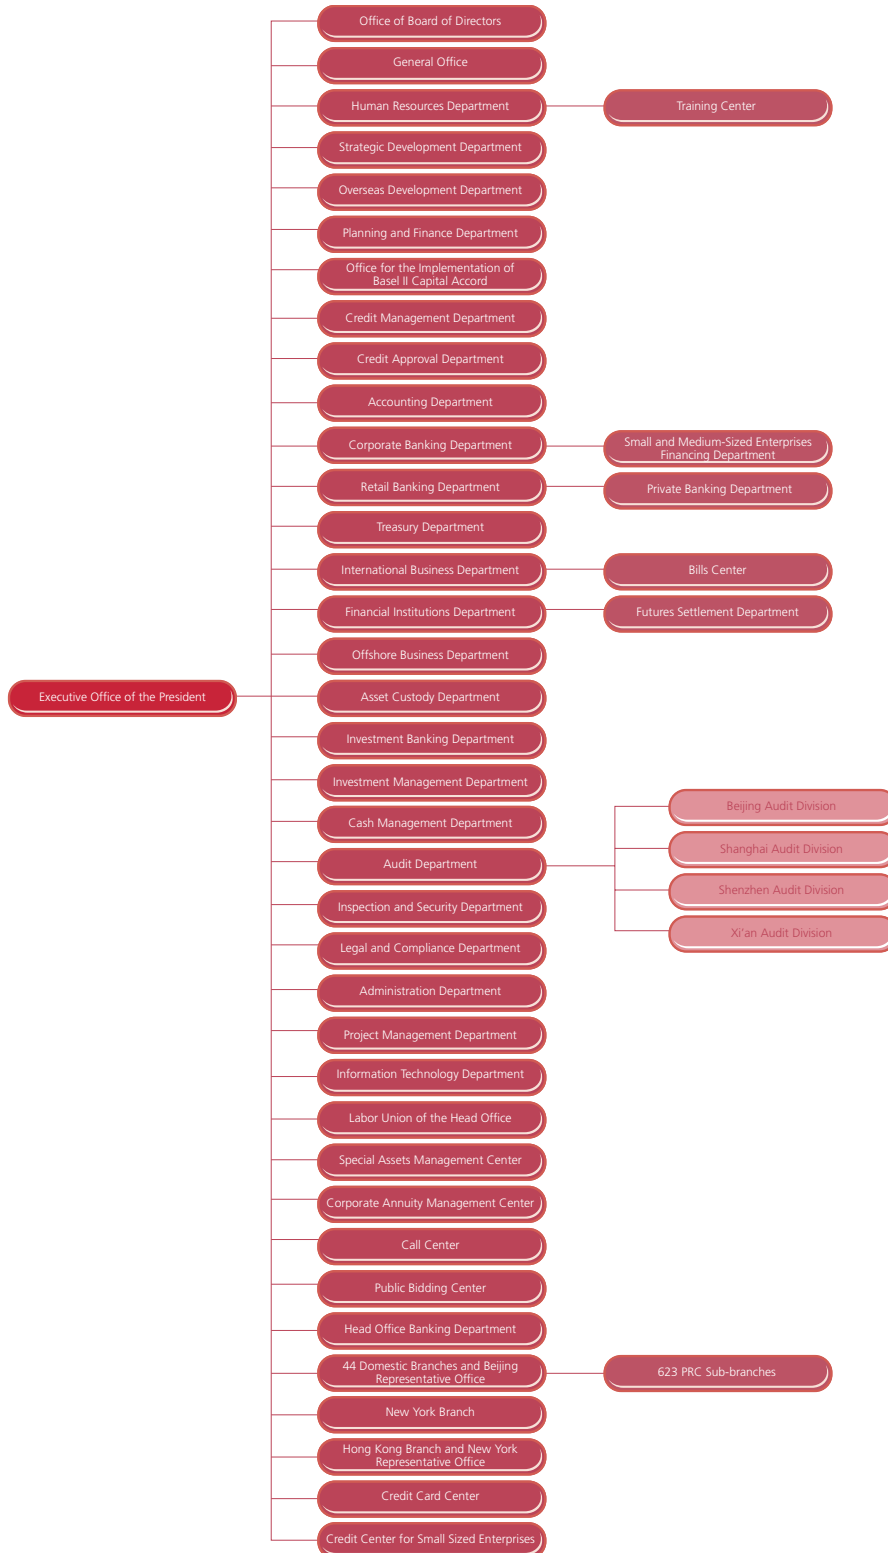 Office of Board of Directors
General Office
Human Resources Department
Training Center
Strategic Development Department
Overseas Development Department
Planning and Finance Department
Office for the Implementation of
Basel II Capital Accord
Credit Management Department
Credit Approval Department
Accounting Department
Corporate Banking Department
Small and Medium-Sized Enterprises
Financing Department
Retail Banking Department
Private Banking Department
Treasury Department
International Business Department
Bills Center
Financial Institutions Department
Futures Settlement Department
Offshore Business Department
Executive Office of the President
Asset Custody Department
Investment Banking Department
Investment Management Department
Beijing Audit Division
Cash Management Department
Shanghai Audit Division
Audit Department
Shenzhen Audit Division
Inspection and Security Department
Xi'an Audit Division
Legal and Compliance Department
Administration Department
Project Management Department
Information Technology Department
Labor Union of the Head Office
Special Assets Management Center
Corporate Annuity Management Center
Call Center
Public Bidding Center
Head Office Banking Department
44 Domestic Branches and Beijing
Representative Office
623 PRC Sub-branches
New York Branch
Hong Kong Branch and New York
Representative Office
Credit Card Center
Credit Center for Small Sized Enterprises